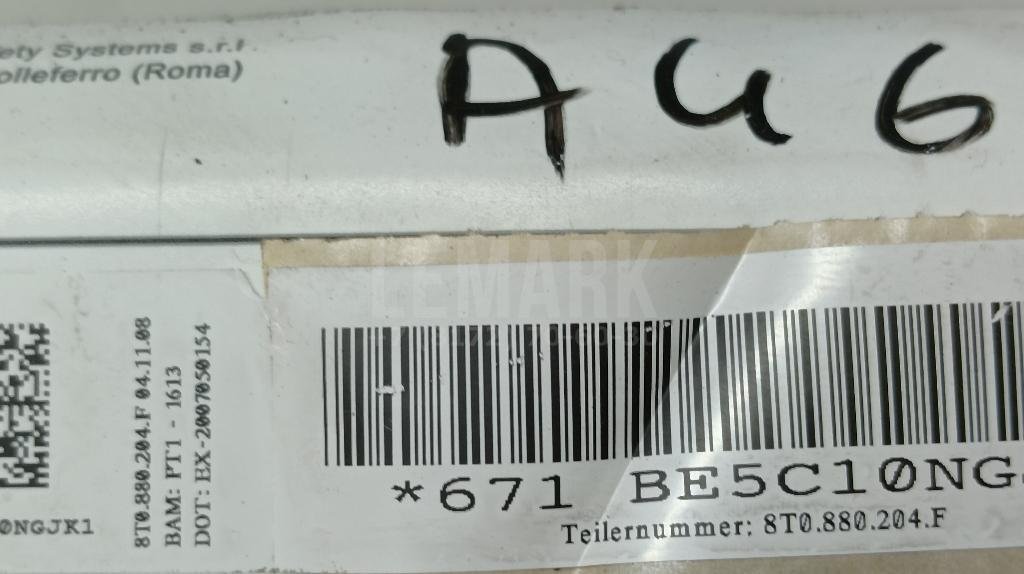 ety Systems s.r.l.
olleferro (Roma)
A u 6
LEMARK
8T0.880.204.F 04.11.08
BAM: PT1 - 1613
DOT: BX-2007050154
0NGJK1
*671 BE5C10NG
Teilernummer: 8T0.880.204.F